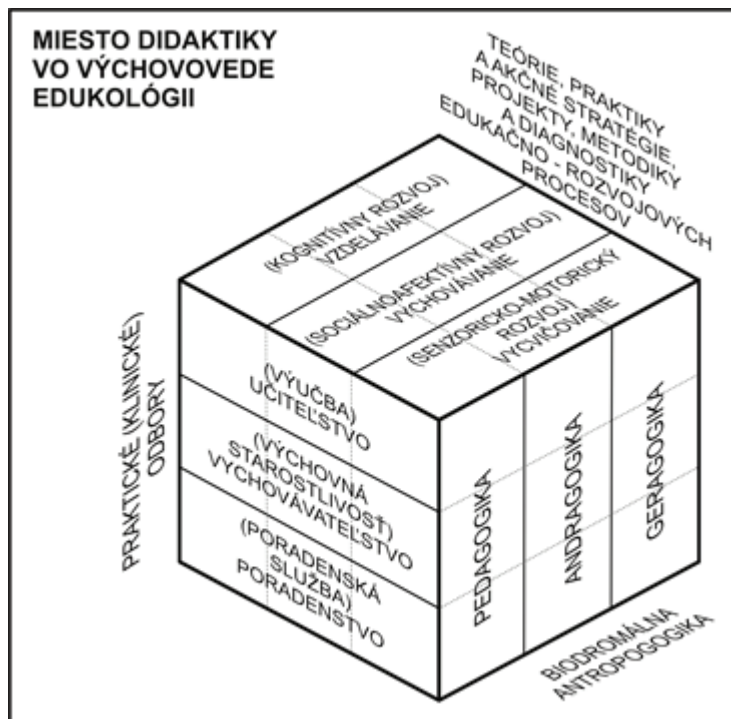 MIESTO DIDAKTIKY
VO VÝCHOVOVEDE
EDUKOLÓGII
TEÓRIE, PRAKTIKY
A AKČNÉ STRATÉGIE,
PROJEKTY, METODIKY
A DIAGNOSTIKY
EDUKAČNO - ROZVOJOVÝCH
PROCESOV
(KOGNITÍVNY ROZVOJ)
VZDELÁVANIE
(SOCIÁLNOAFEKTÍVNY ROZVOJ)
VYCHOVÁVANIE
(SENZORICKO-MOTORICKÝ
ROZVOJ)
VYCVIČOVANIE
PRAKTICKÉ (KLINICKÉ)
ODBORY
(VÝUČBA)
UČITEĽSTVO
(VÝCHOVNÁ
STAROSTLIVOSŤ)
VYCHOVÁVATEĽSTVO
(PORADENSKÁ
SLUŽBA)
PORADENSTVO
PEDAGOGIKA
ANDRAGOGIKA
GERAGOGIKA
BIODROMÁLNA
ANTROPOGOGIKA